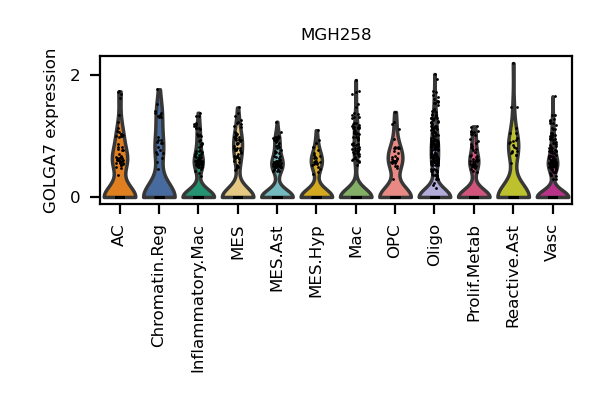 MGH258
GOLGA7 expression
2
0
AC
Chromatin.Reg
Inflammatory.Mac
MES
MES.Ast
MES.Hyp
Mac
OPC
Oligo
Prolif.Metab
Reactive.Ast
Vasc